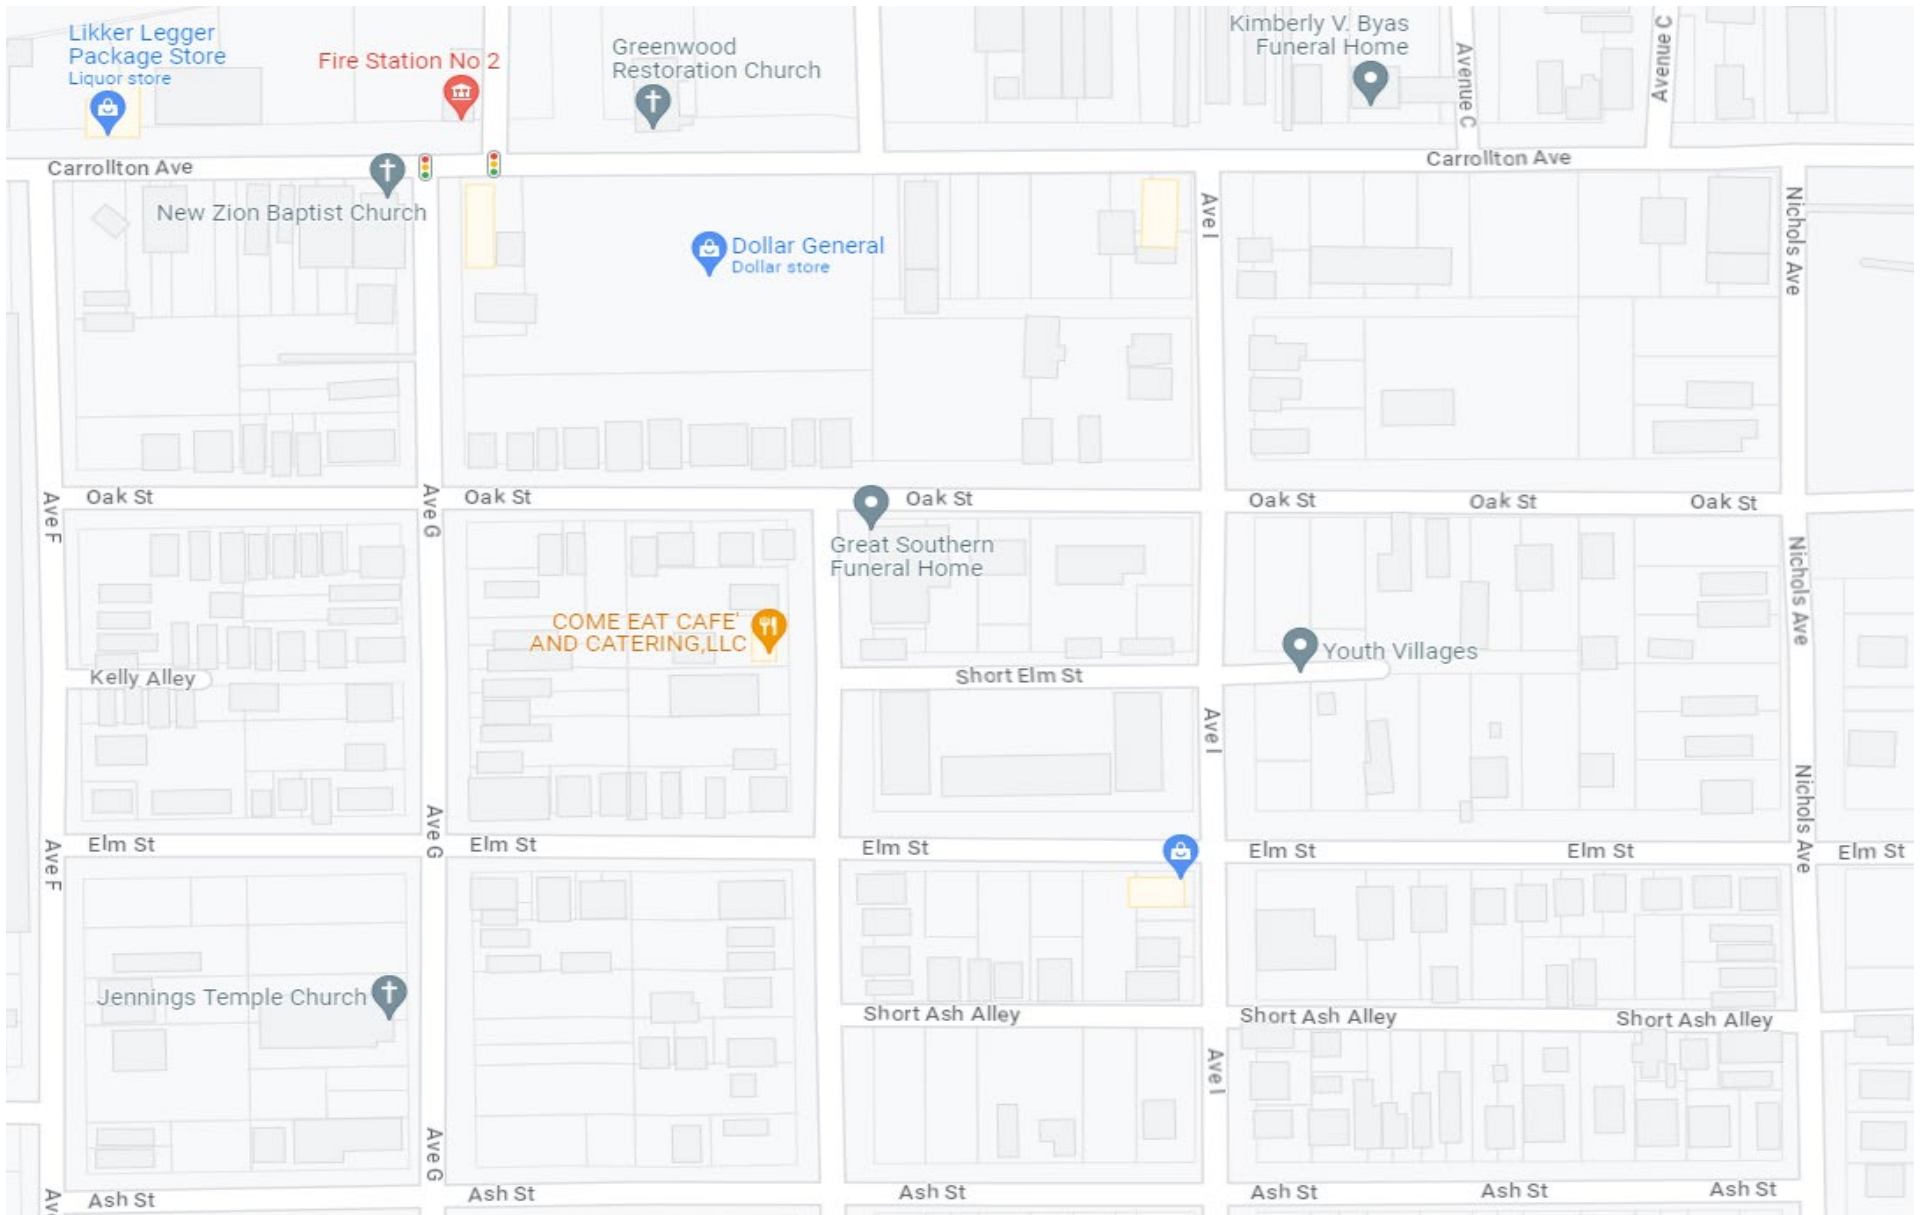 Likker Legger
Package Store
Liquor store
Fire Station No 2
Greenwood
Restoration Church
Kimberly V. Byas
Funeral Home
Avenue C
Avenue C
Carrollton Ave
Carrollton Ave
New Zion Baptist Church
Dollar General
Dollar store
Ave I
Nichols Ave
Oak St
Oak St
Oak St
Oak St
Oak St
Oak St
Ave F
Ave G
Great Southern
Funeral Home
Nichols Ave
COME EAT CAFE'
AND CATERING,LLC
Youth Villages
Kelly Alley
Short Elm St
Ave I
Nichols Ave
Ave G
Elm St
Elm St
Elm St
Elm St
Elm St
Elm St
Ave F
Jennings Temple Church
Short Ash Alley
Short Ash Alley
Short Ash Alley
Ave I
Ave G
Av
Ash St
Ash St
Ash St
Ash St
Ash St
Ash St